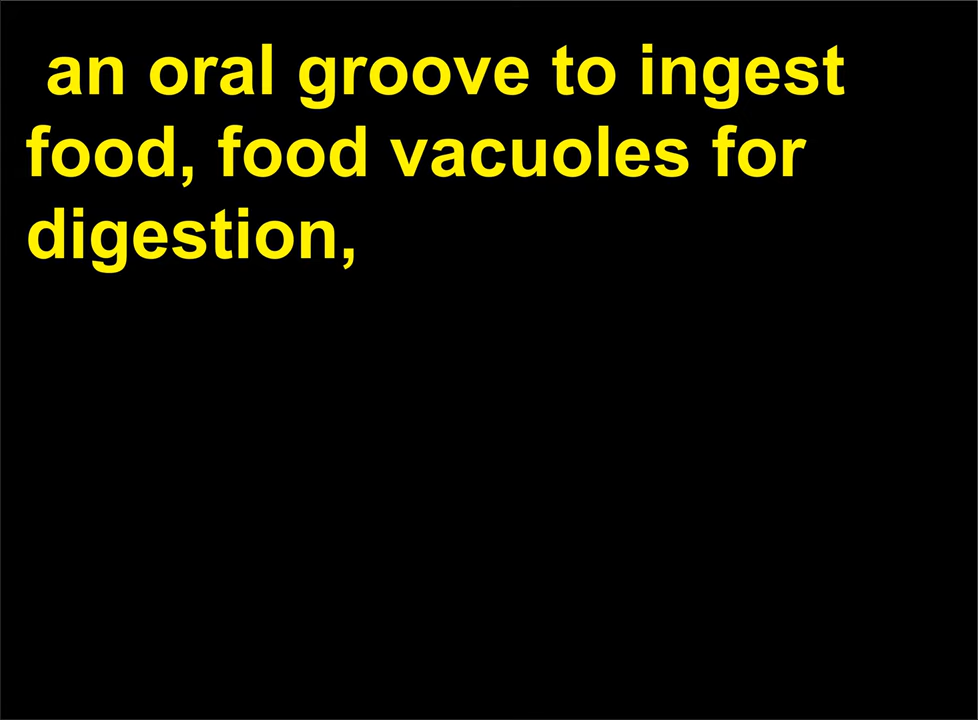 an oral groove to ingest
food, food vacuoles for
digestion,